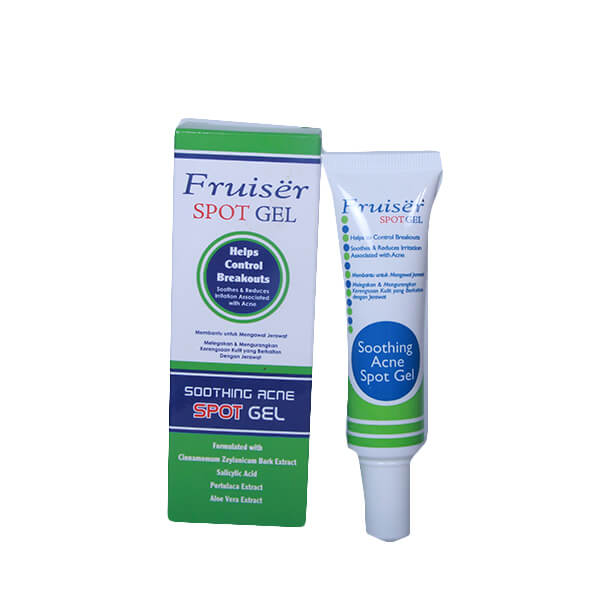 Fruisër
SPOT GEL
Helps
Control
Breakouts
Soothes & Reduces
Irritation Associated
with Acne
Membantu untuk Mengawal Jerawat
Melegakan & Mengurangkan
Kerengsaan Kulit yang Berkaitan
Dengan Jerawat
SOOTHING ACNE
SPOT GEL
Formulated with
Cinnamomum Zeylanicum Bark Extract
Salicylic Acid
Portulaca Extract
Aloe Vera Extract
Fruisër
SPOT GEL
Helps to Control Breakouts
Soothes & Reduces Irritation
Associated with Acne
Membantu untuk Mengawal Jerawat
Melegakan & Mengurangkan
Kerengsaan Kulit yang Berkaitan
dengan Jerawat
Soothing
Acne
Spot Gel